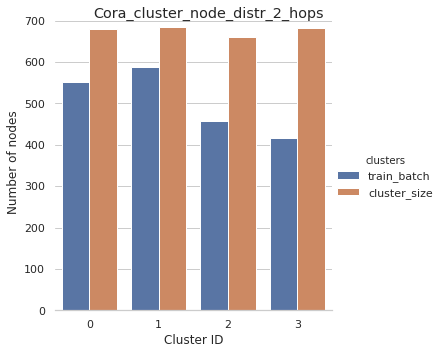 Cora_cluster_node_distr_2_hops
Number of nodes
700
600
500
400
300
200
100
0
0 1 2 3
Cluster ID
clusters
train_batch
cluster_size